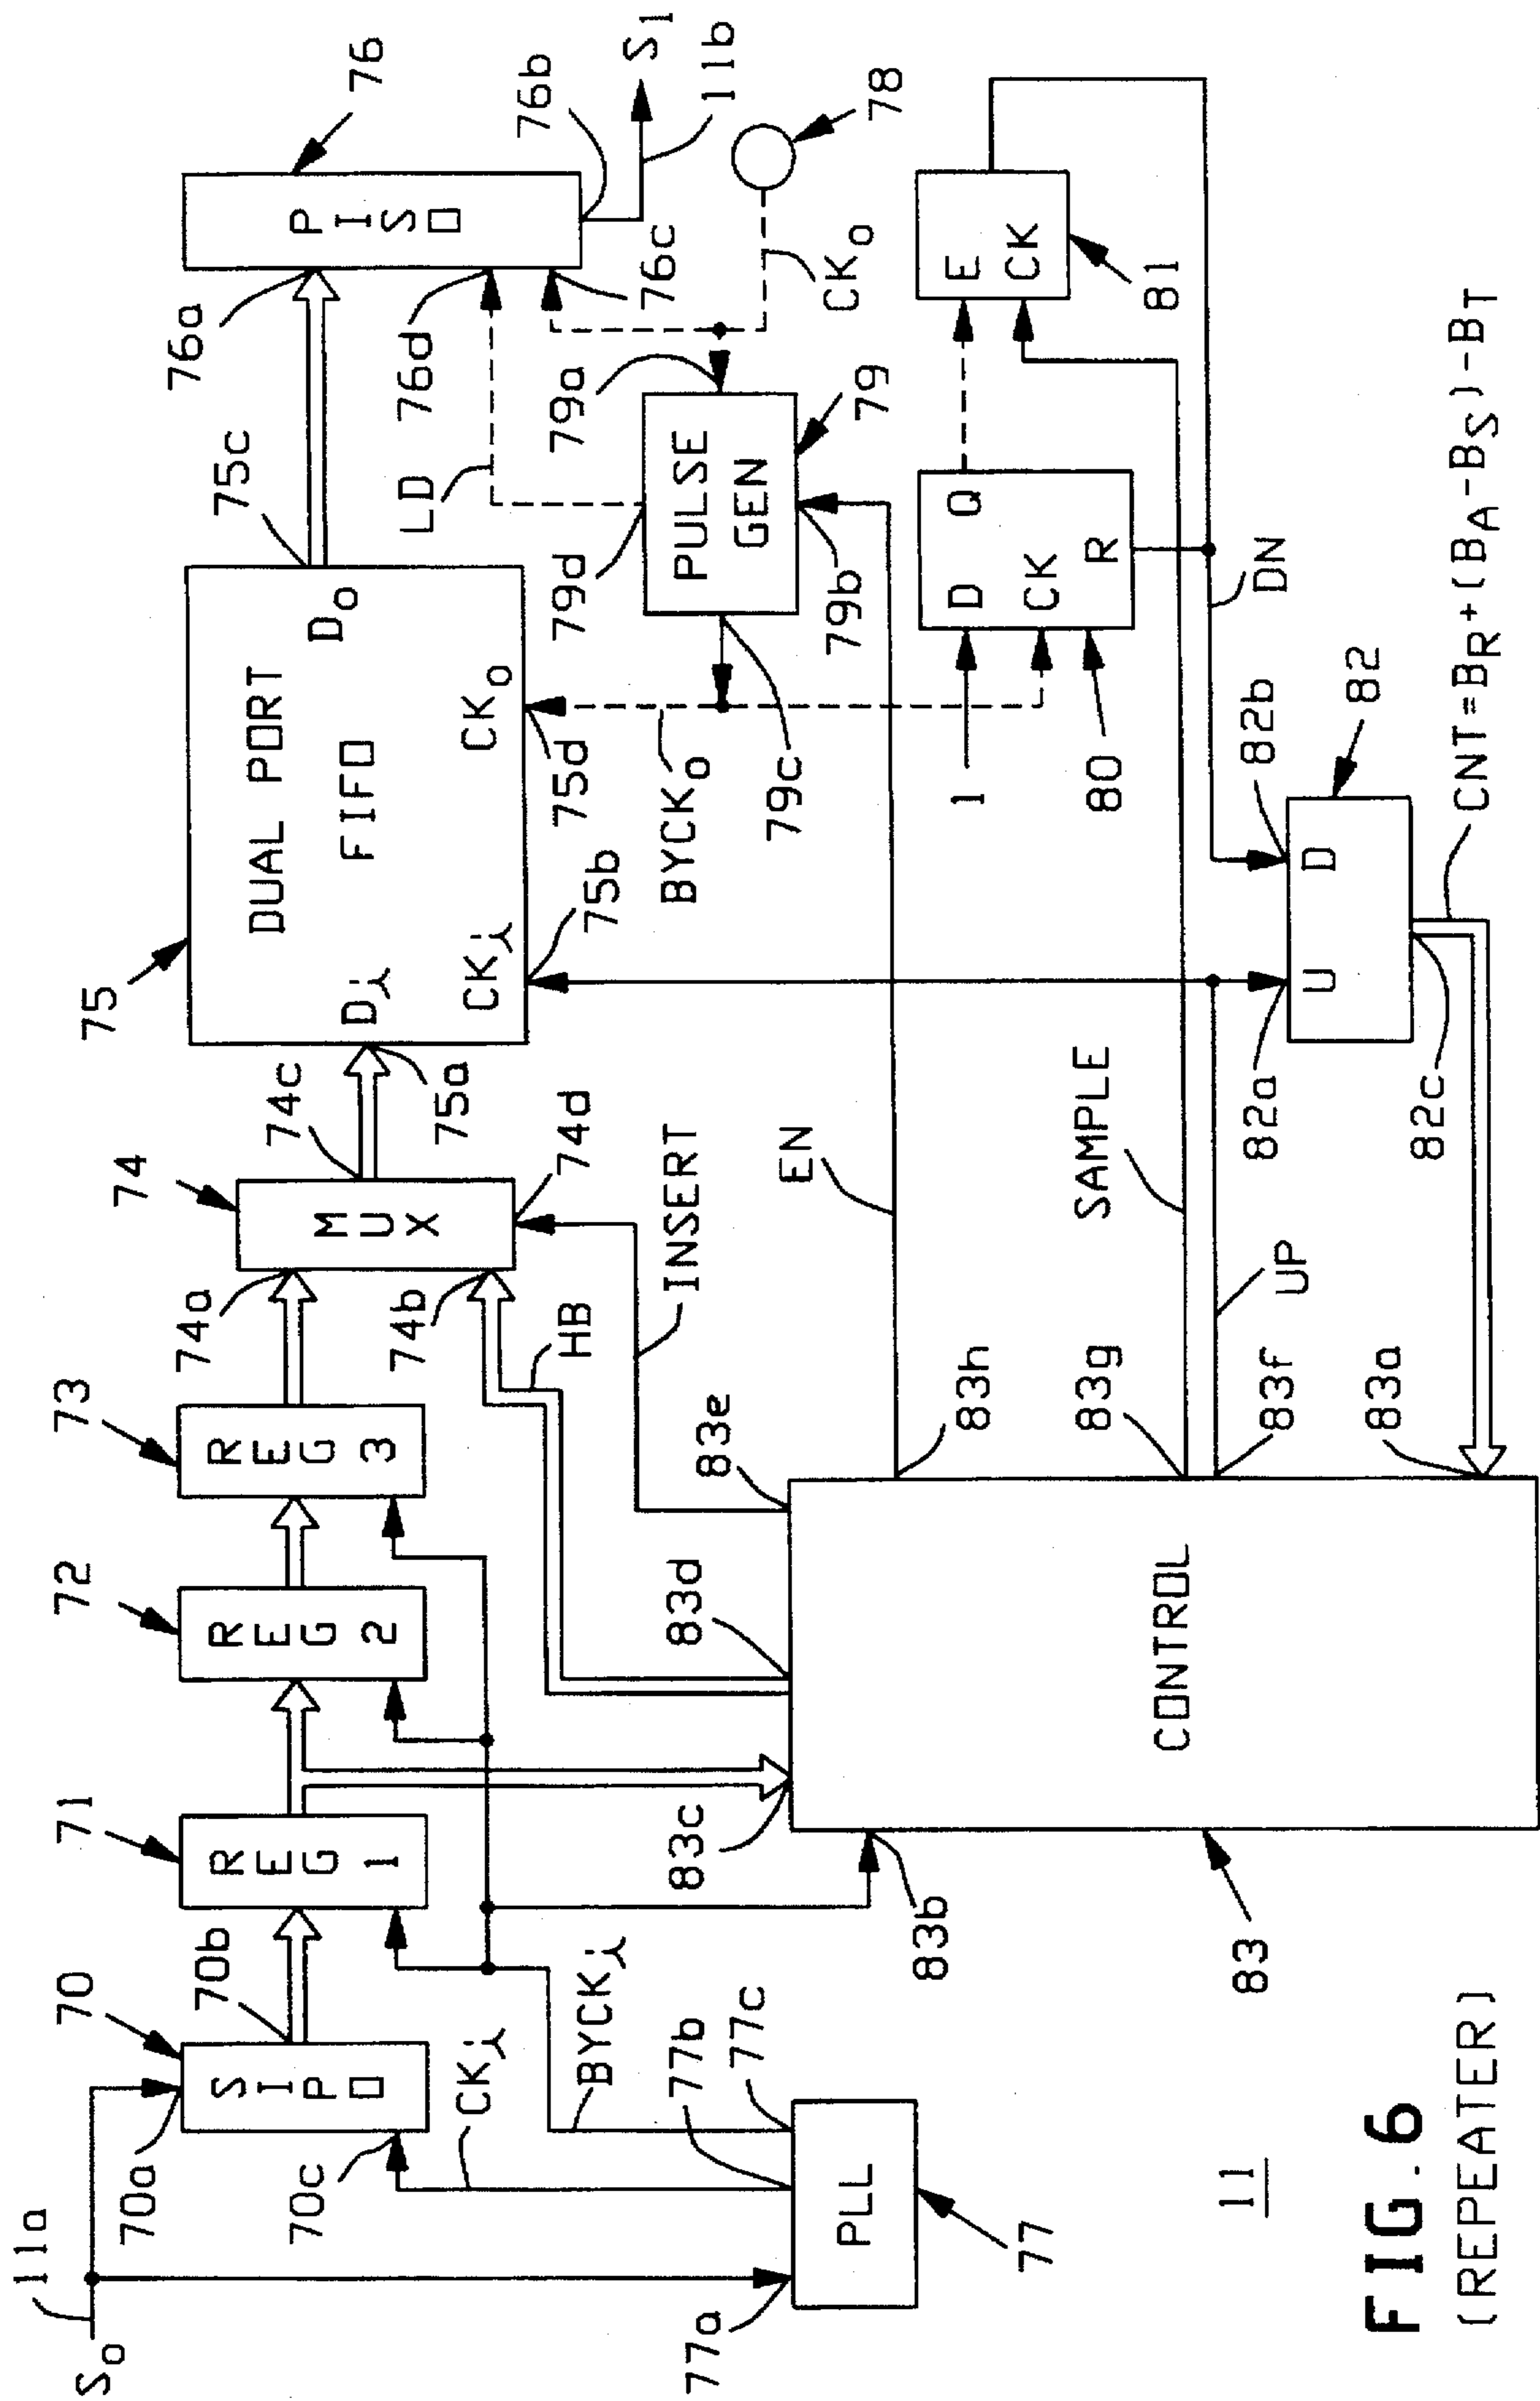 11a
S0
70a
70
SIPO
70b
70c
CKi
BYCKi
77a
77b
77c
PLL
77
71
REG 1
72
REG 2
73
REG 3
74
74a
MUX
74b
74c
74d
HB
INSERT
75
75a
DUAL PORT
FIFO
Di
Do
CKi
CKo
75b
75c
75d
76
76a
PISO
76b
76c
76d
LD
S1
11b
78
CKo
79a
79
PULSE
GEN
79b
79c
79d
BYCKo
1
D Q
CK
R
80
E
CK
81
DN
82b
82
U D
82a
82c
CNT=BR+(BA-BS)-BT
EN
SAMPLE
UP
83a
83b
83c
83d
83e
83f
83g
83h
CONTROL
83
11
FIG.6
(REPEATER)